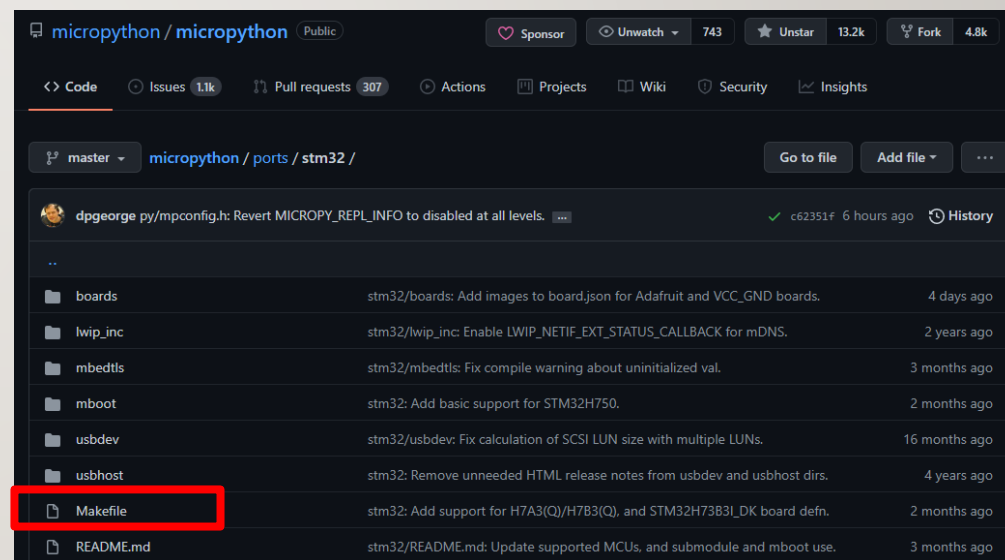 micropython / micropython Public Sponsor Unwatch 743 Unstar 13.2k Fork 4.8k
<> Code Issues 1.1k Pull requests 307 Actions Projects Wiki Security Insights
master micropython / ports / stm32 / Go to file Add file ...
dpgeorge py/mpconfig.h: Revert MICROPY_REPL_INFO to disabled at all levels. ... c62351f 6 hours ago History
..
boards stm32/boards: Add images to board.json for Adafruit and VCC_GND boards. 4 days ago
lwip_inc stm32/lwip_inc: Enable LWIP_NETIF_EXT_STATUS_CALLBACK for mDNS. 2 years ago
mbedtls stm32/mbedtls: Fix compile warning about uninitialized val. 3 months ago
mboot stm32: Add basic support for STM32H750. 2 months ago
usbdev stm32/usbdev: Fix calculation of SCSI LUN size with multiple LUNs. 16 months ago
usbhost stm32: Remove unneeded HTML release notes from usbdev and usbhost dirs. 4 years ago
Makefile stm32: Add support for H7A3(Q)/H7B3(Q), and STM32H73B3I_DK board defn. 2 months ago
README.md stm32/README.md: Update supported MCUs, and submodule and mboot use. 3 months ago